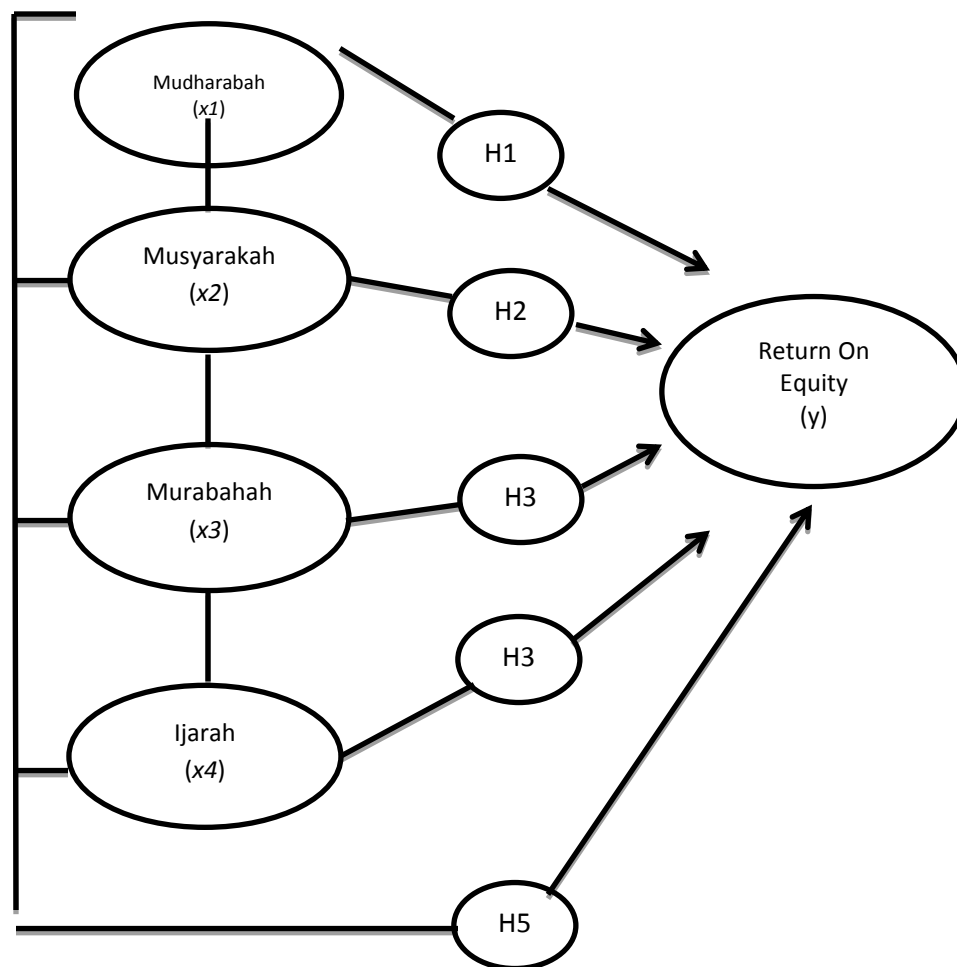 Mudharabah
(x1)
H1
Musyarakah
(x2)
H2
Return On
Equity
(y)
Murabahah
(x3)
H3
H3
Ijarah
(x4)
H5